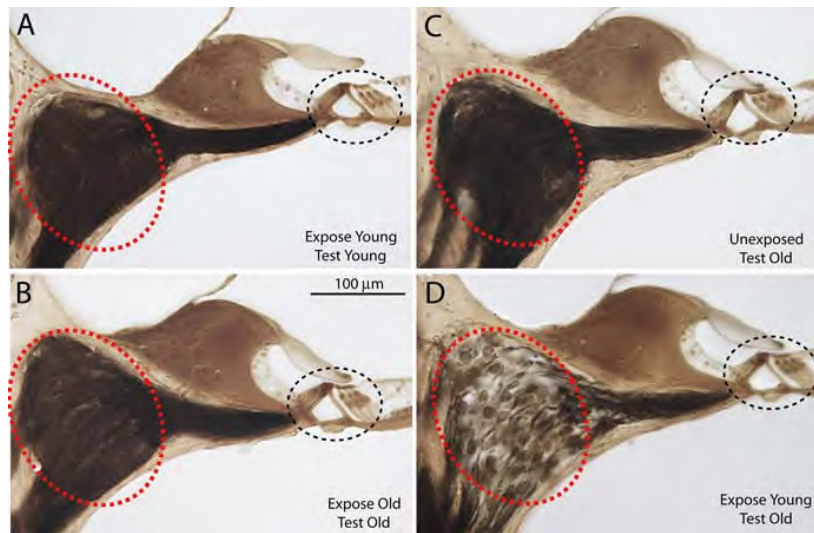 A
Expose Young
Test Young
C
Unexposed
Test Old
B
100 µm
Expose Old
Test Old
D
Expose Young
Test Old